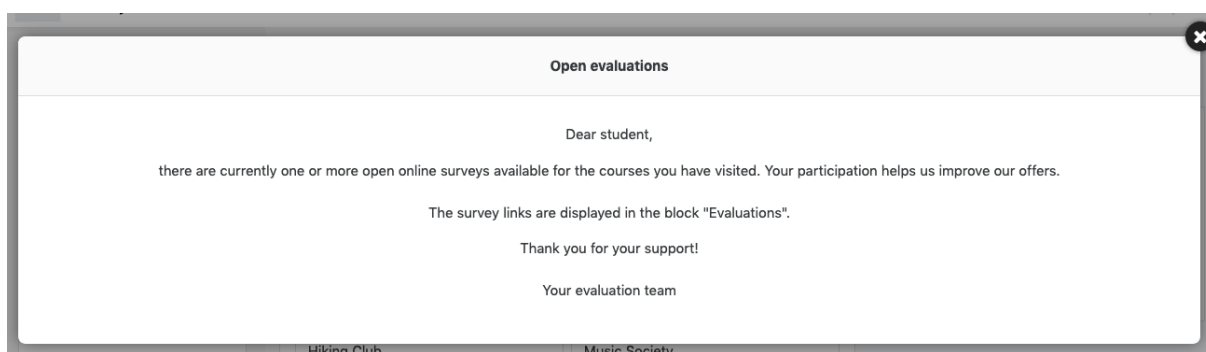 Open evaluations
Dear student,
there are currently one or more open online surveys available for the courses you have visited. Your participation helps us improve our offers.
The survey links are displayed in the block "Evaluations".
Thank you for your support!
Your evaluation team
Hiking Club
Music Society